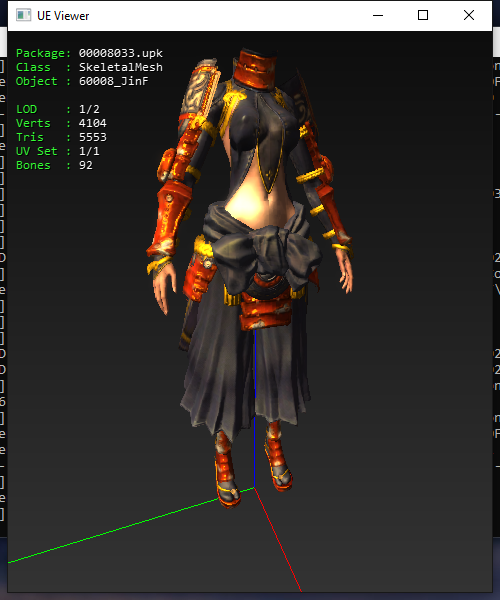 UE Viewer
Package: 00008033.upk
Class  : SkeletalMesh
Object : 60008_JinF
LOD    : 1/2
Verts  : 4104
Tris   : 5553
UV Set : 1/1
Bones  : 92